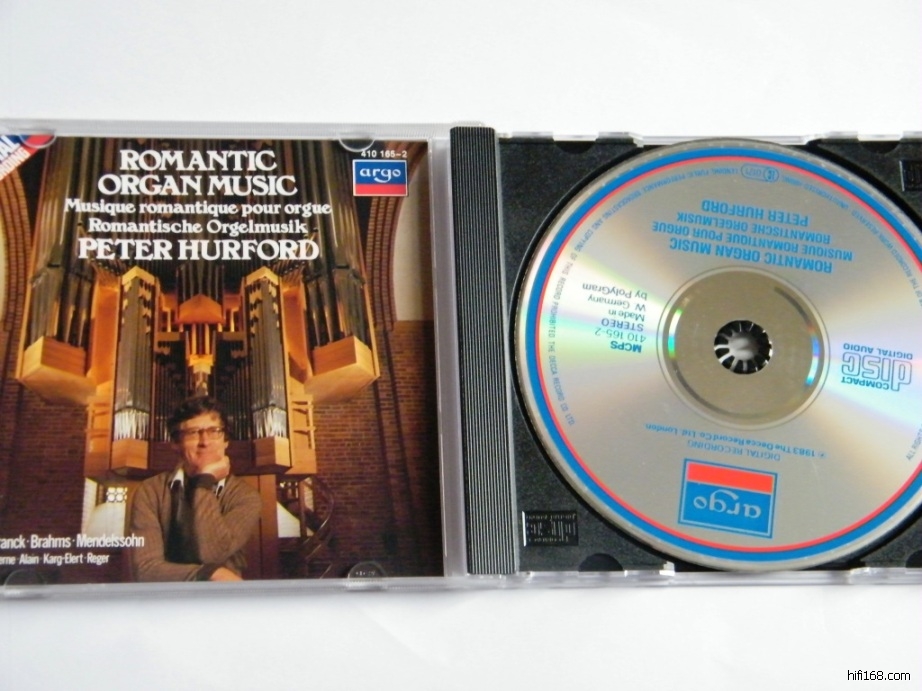 410 165-2
ROMANTIC
ORGAN MUSIC
argo
Musique romantique pour orgue
Romantische Orgelmusik
PETER HURFORD
Brahms · Mendelssohn
Alain · Karg-Elert · Reger
ROMANTIC ORGAN MUSIC
MUSIQUE ROMANTIQUE POUR ORGUE
ROMANTISCHE ORGELMUSIK
PETER HURFORD
MCPS
410 165-2
STEREO
Made in
W. Germany
by PolyGram
COMPACT
disc
DIGITAL AUDIO
DIGITAL RECORDING
℗ 1983 The Decca Record Co. Ltd. London
argo
hifi168.com